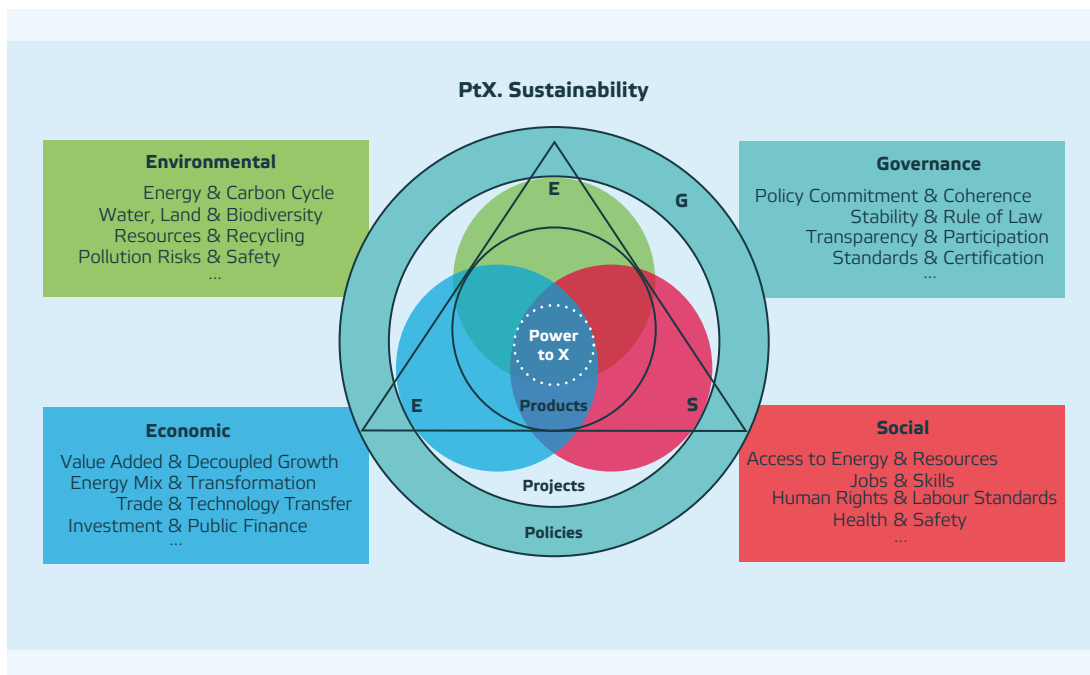 PtX. Sustainability
Environmental
Energy & Carbon Cycle
Water, Land & Biodiversity
Resources & Recycling
Pollution Risks & Safety
...
Governance
Policy Commitment & Coherence
Stability & Rule of Law
Transparency & Participation
Standards & Certification
...
E
G
Power
to X
E
Products
S
Projects
Policies
Economic
Value Added & Decoupled Growth
Energy Mix & Transformation
Trade & Technology Transfer
Investment & Public Finance
...
Social
Access to Energy & Resources
Jobs & Skills
Human Rights & Labour Standards
Health & Safety
...